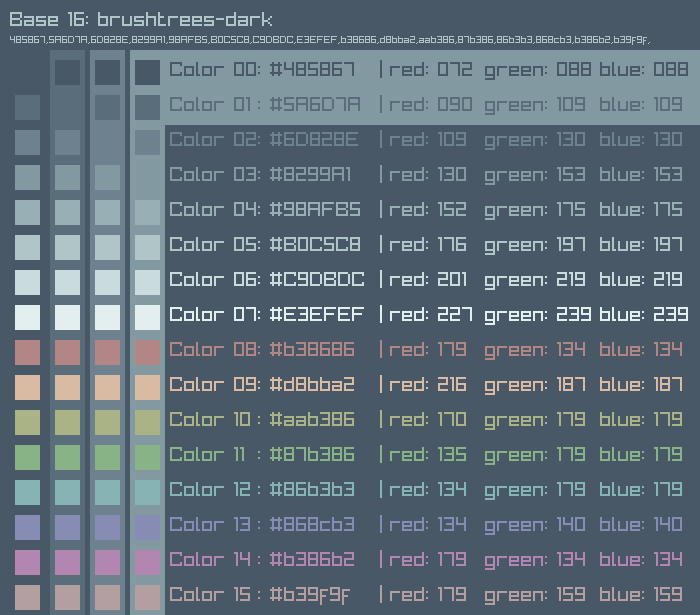 Base 16: brushtrees-dark
485867,5A6D7A,6D828E,8299A1,98AFB5,B0C5C8,C9DBDC,E3EFEF,b38686,d8bba2,aab386,87b386,86b3b3,868cb3,b386b2,b39f9f,
Color 00: #485867 | red: 072 green: 088 blue: 088
Color 01 : #5A6D7A | red: 090 green: 109 blue: 109
Color 02: #6D828E | red: 109 green: 130 blue: 130
Color 03: #8299A1 | red: 130 green: 153 blue: 153
Color 04: #98AFB5 | red: 152 green: 175 blue: 175
Color 05: #B0C5C8 | red: 176 green: 197 blue: 197
Color 06: #C9DBDC | red: 201 green: 219 blue: 219
Color 07: #E3EFEF | red: 227 green: 239 blue: 239
Color 08: #b38686 | red: 179 green: 134 blue: 134
Color 09: #d8bba2 | red: 216 green: 187 blue: 187
Color 10 : #aab386 | red: 170 green: 179 blue: 179
Color 11 : #87b386 | red: 135 green: 179 blue: 179
Color 12 : #86b3b3 | red: 134 green: 179 blue: 179
Color 13 : #868cb3 | red: 134 green: 140 blue: 140
Color 14 : #b386b2 | red: 179 green: 134 blue: 134
Color 15 : #b39f9f | red: 179 green: 159 blue: 159